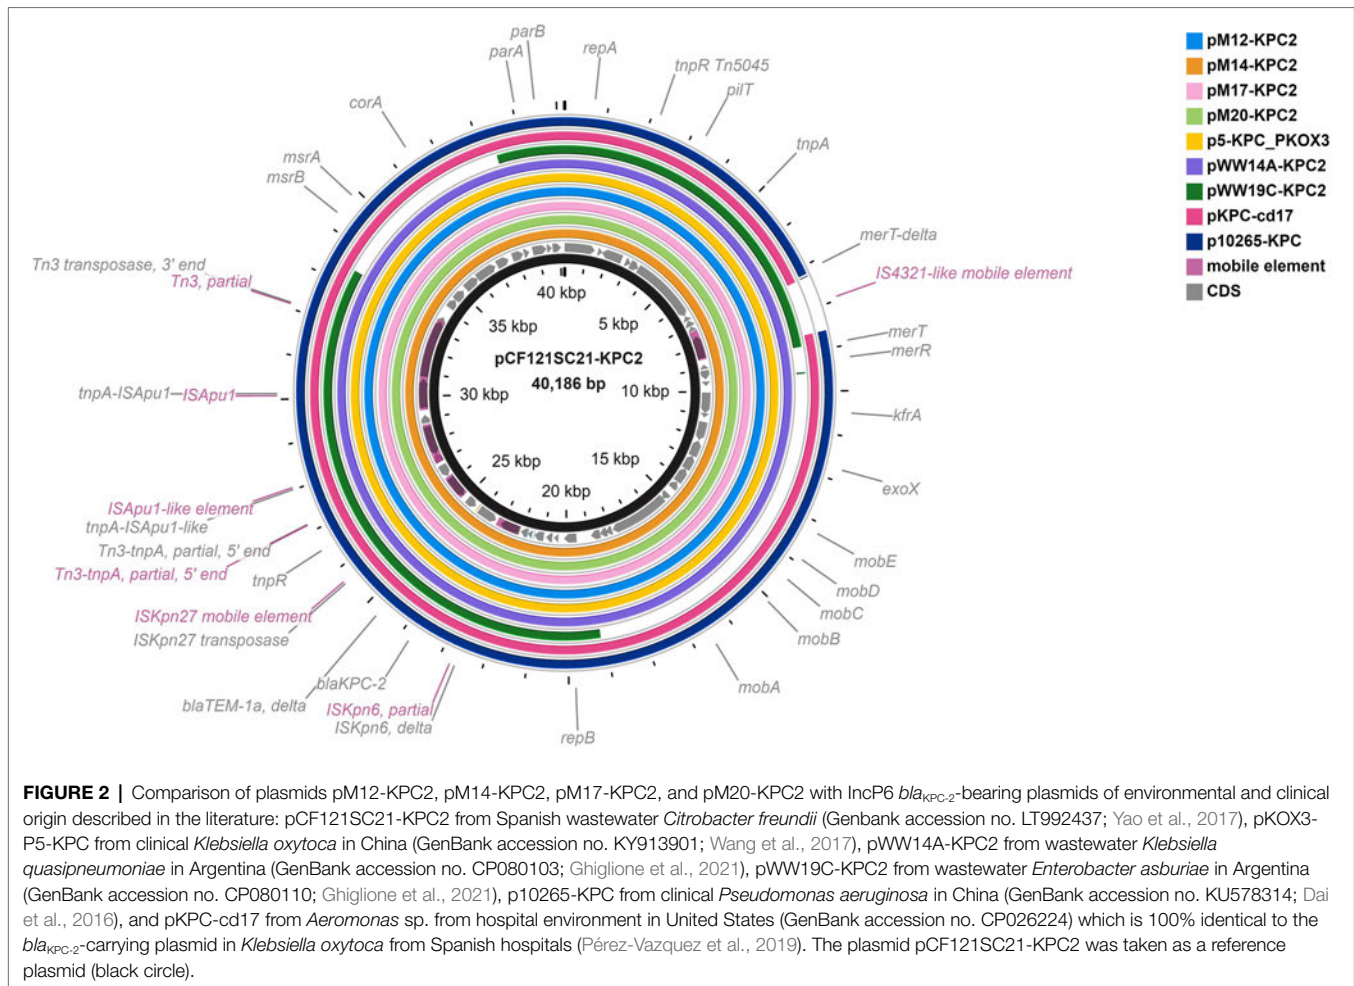 parB
parA
repA
tnpR Tn5045
pilT
corA
tnpA
msrA
msrB
merT-delta
Tn3 transposase, 3' end
Tn3, partial
IS4321-like mobile element
merT
merR
tnpA-ISApu1
ISApu1
kfrA
exoX
ISApu1-like element
tnpA-ISApu1-like
Tn3-tnpA, partial, 5' end
Tn3-tnpA, partial, 5' end
tnpR
mobE
mobD
mobC
mobB
ISKpn27 mobile element
ISKpn27 transposase
mobA
blaKPC-2
blaTEM-1a, delta
ISKpn6, partial
ISKpn6, delta
repB
40 kbp
35 kbp
5 kbp
pCF121SC21-KPC2
40,186 bp
30 kbp
10 kbp
25 kbp
15 kbp
20 kbp
pM12-KPC2
pM14-KPC2
pM17-KPC2
pM20-KPC2
p5-KPC_PKOX3
pWW14A-KPC2
pWW19C-KPC2
pKPC-cd17
p10265-KPC
mobile element
CDS
FIGURE 2 | Comparison of plasmids pM12-KPC2, pM14-KPC2, pM17-KPC2, and pM20-KPC2 with IncP6 blaKPC-2-bearing plasmids of environmental and clinical
origin described in the literature: pCF121SC21-KPC2 from Spanish wastewater Citrobacter freundii (Genbank accession no. LT992437; Yao et al., 2017), pKOX3-
P5-KPC from clinical Klebsiella oxytoca in China (GenBank accession no. KY913901; Wang et al., 2017), pWW14A-KPC2 from wastewater Klebsiella
quasipneumoniae in Argentina (GenBank accession no. CP080103; Ghiglione et al., 2021), pWW19C-KPC2 from wastewater Enterobacter asburiae in Argentina
(GenBank accession no. CP080110; Ghiglione et al., 2021), p10265-KPC from clinical Pseudomonas aeruginosa in China (GenBank accession no. KU578314; Dai
et al., 2016), and pKPC-cd17 from Aeromonas sp. from hospital environment in United States (GenBank accession no. CP026224) which is 100% identical to the
blaKPC-2-carrying plasmid in Klebsiella oxytoca from Spanish hospitals (Pérez-Vazquez et al., 2019). The plasmid pCF121SC21-KPC2 was taken as a reference
plasmid (black circle).